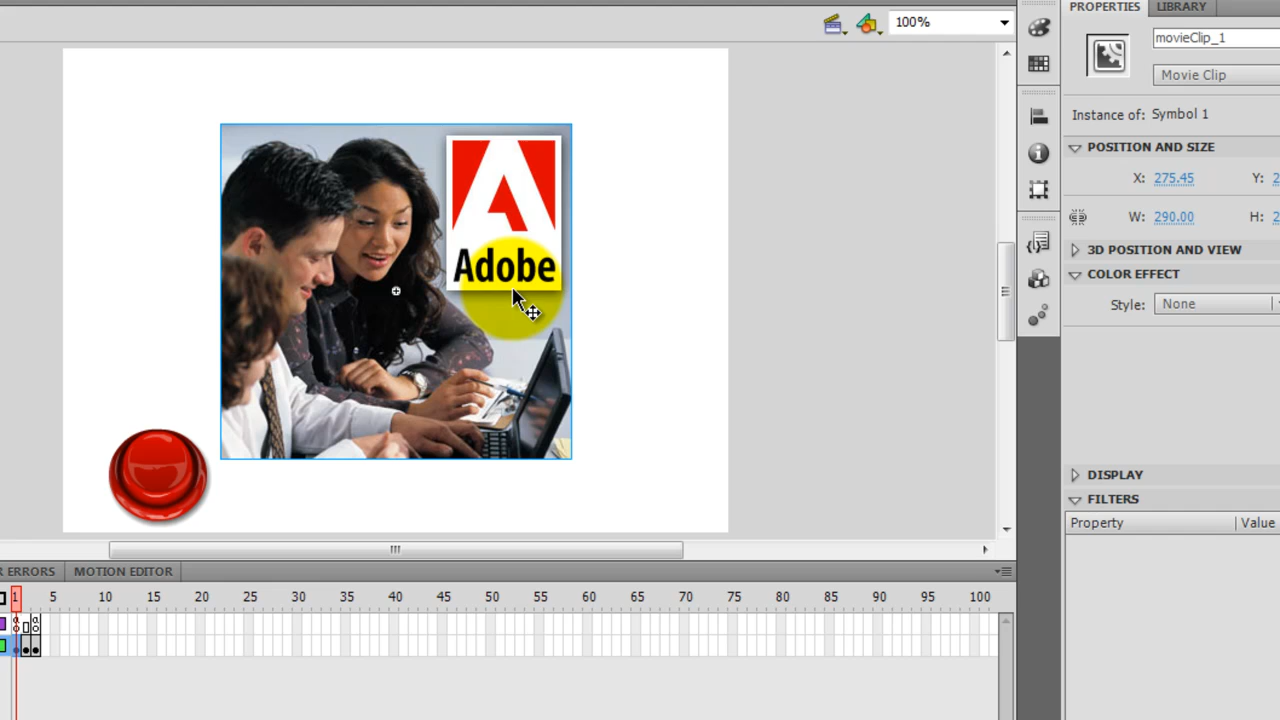 PROPERTIES LIBRARY
100%
movieClip_1
Movie Clip
Instance of: Symbol 1
POSITION AND SIZE
X: 275.45 Y: 2
W: 290.00 H: 2
3D POSITION AND VIEW
COLOR EFFECT
Style: None
DISPLAY
FILTERS
Property Value
Adobe
R ERRORS MOTION EDITOR
1 5 10 15 20 25 30 35 40 45 50 55 60 65 70 75 80 85 90 95 100